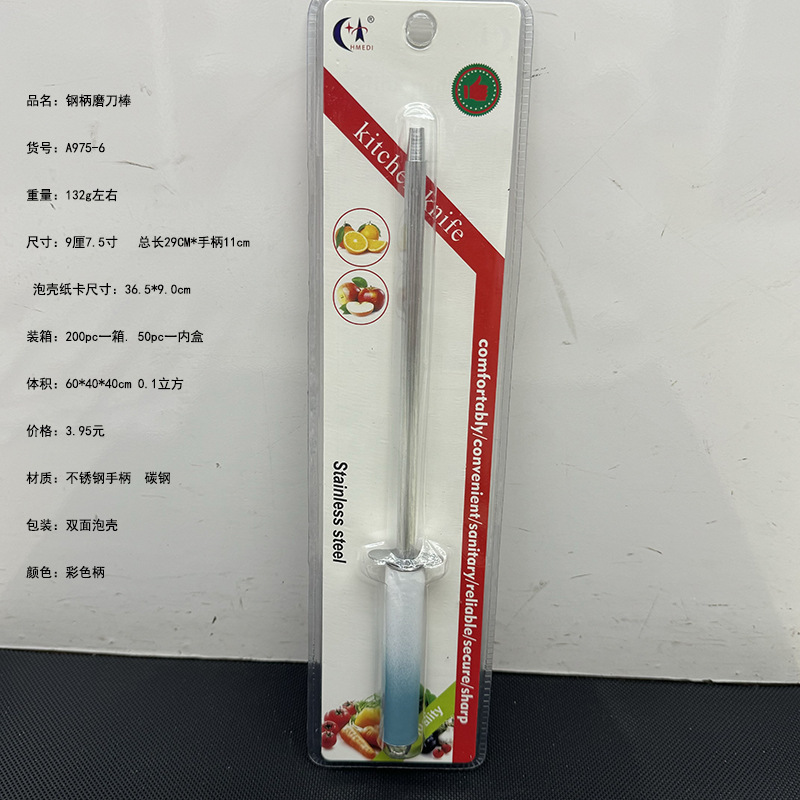 品名：钢柄磨刀棒
货号：A975-6
重量：132g左右
尺寸：9厘7.5寸 总长29CM*手柄11cm
泡壳纸卡尺寸：36.5*9.0cm
装箱：200pc一箱. 50pc一内盒
体积：60*40*40cm 0.1立方
价格：3.95元
材质：不锈钢手柄 碳钢
包装：双面泡壳
颜色：彩色柄
HMEDI
®
kitchen knife
comfortably/convenient/sanitary/reliable/secure/sharp
Stainless steel